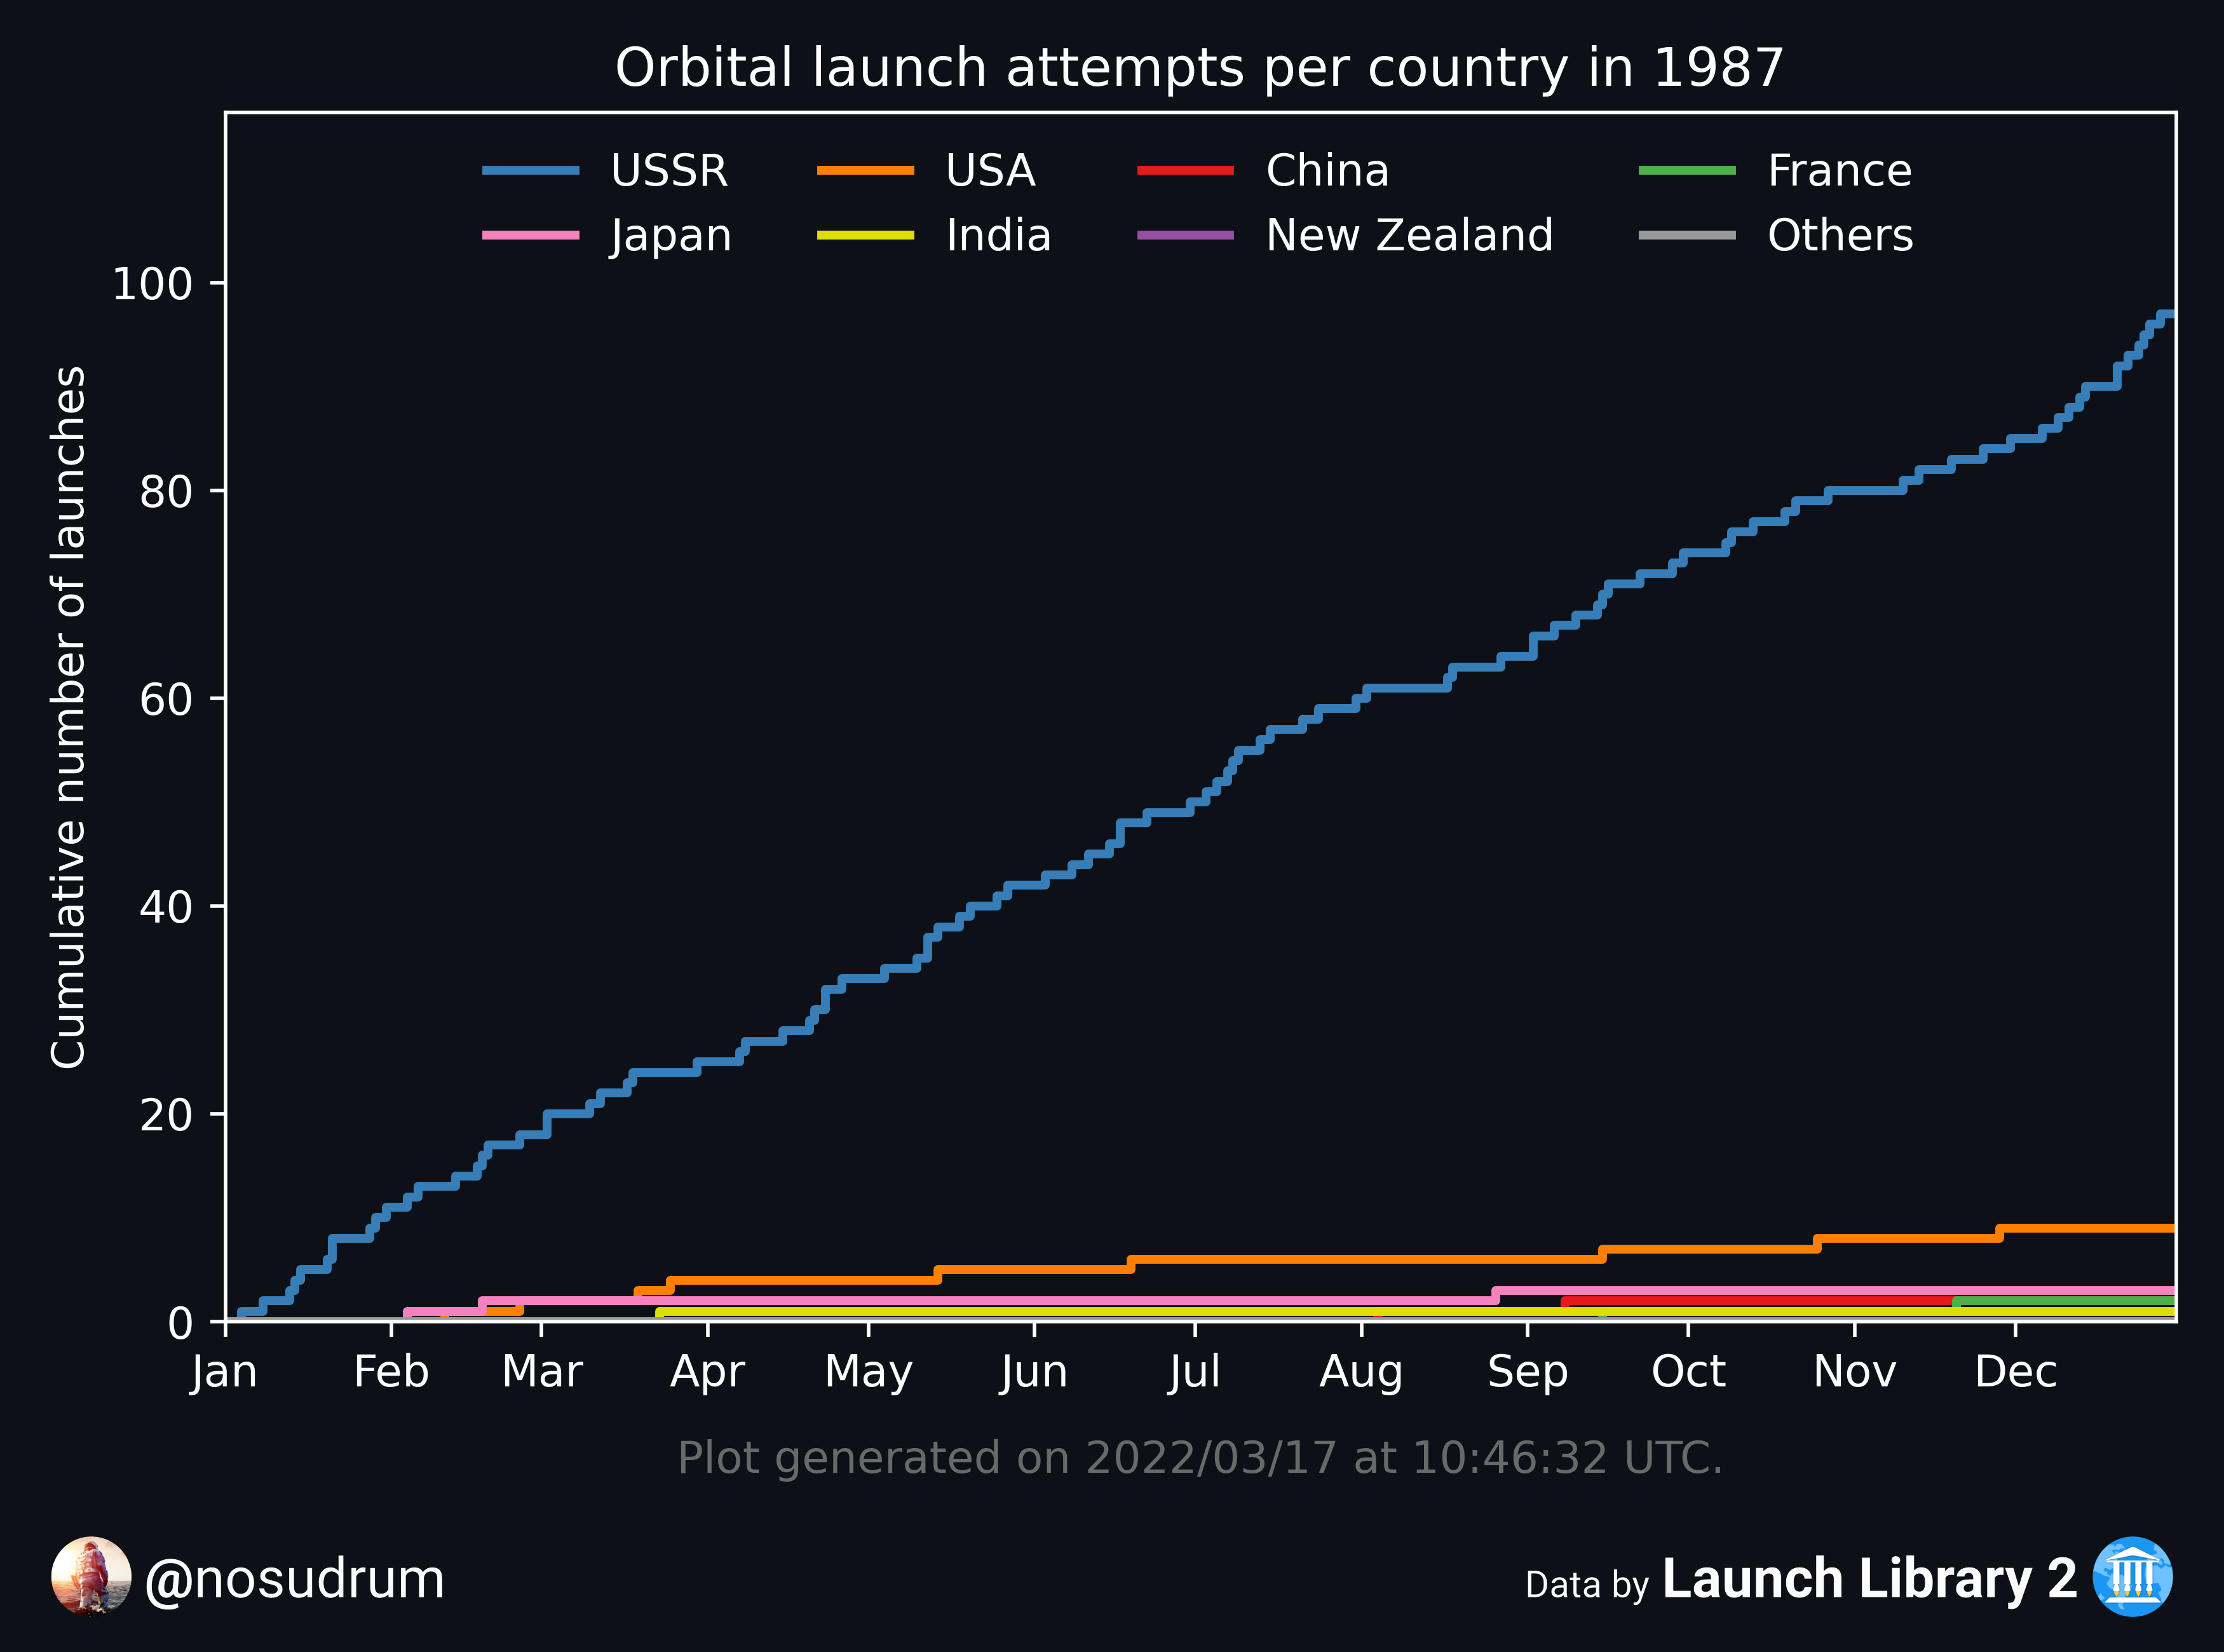 Orbital launch attempts per country in 1987
USSR USA China France
Japan India New Zealand Others
Cumulative number of launches
100
80
60
40
20
0
Jan Feb Mar Apr May Jun Jul Aug Sep Oct Nov Dec
Plot generated on 2022/03/17 at 10:46:32 UTC.
@nosudrum
Data by Launch Library 2